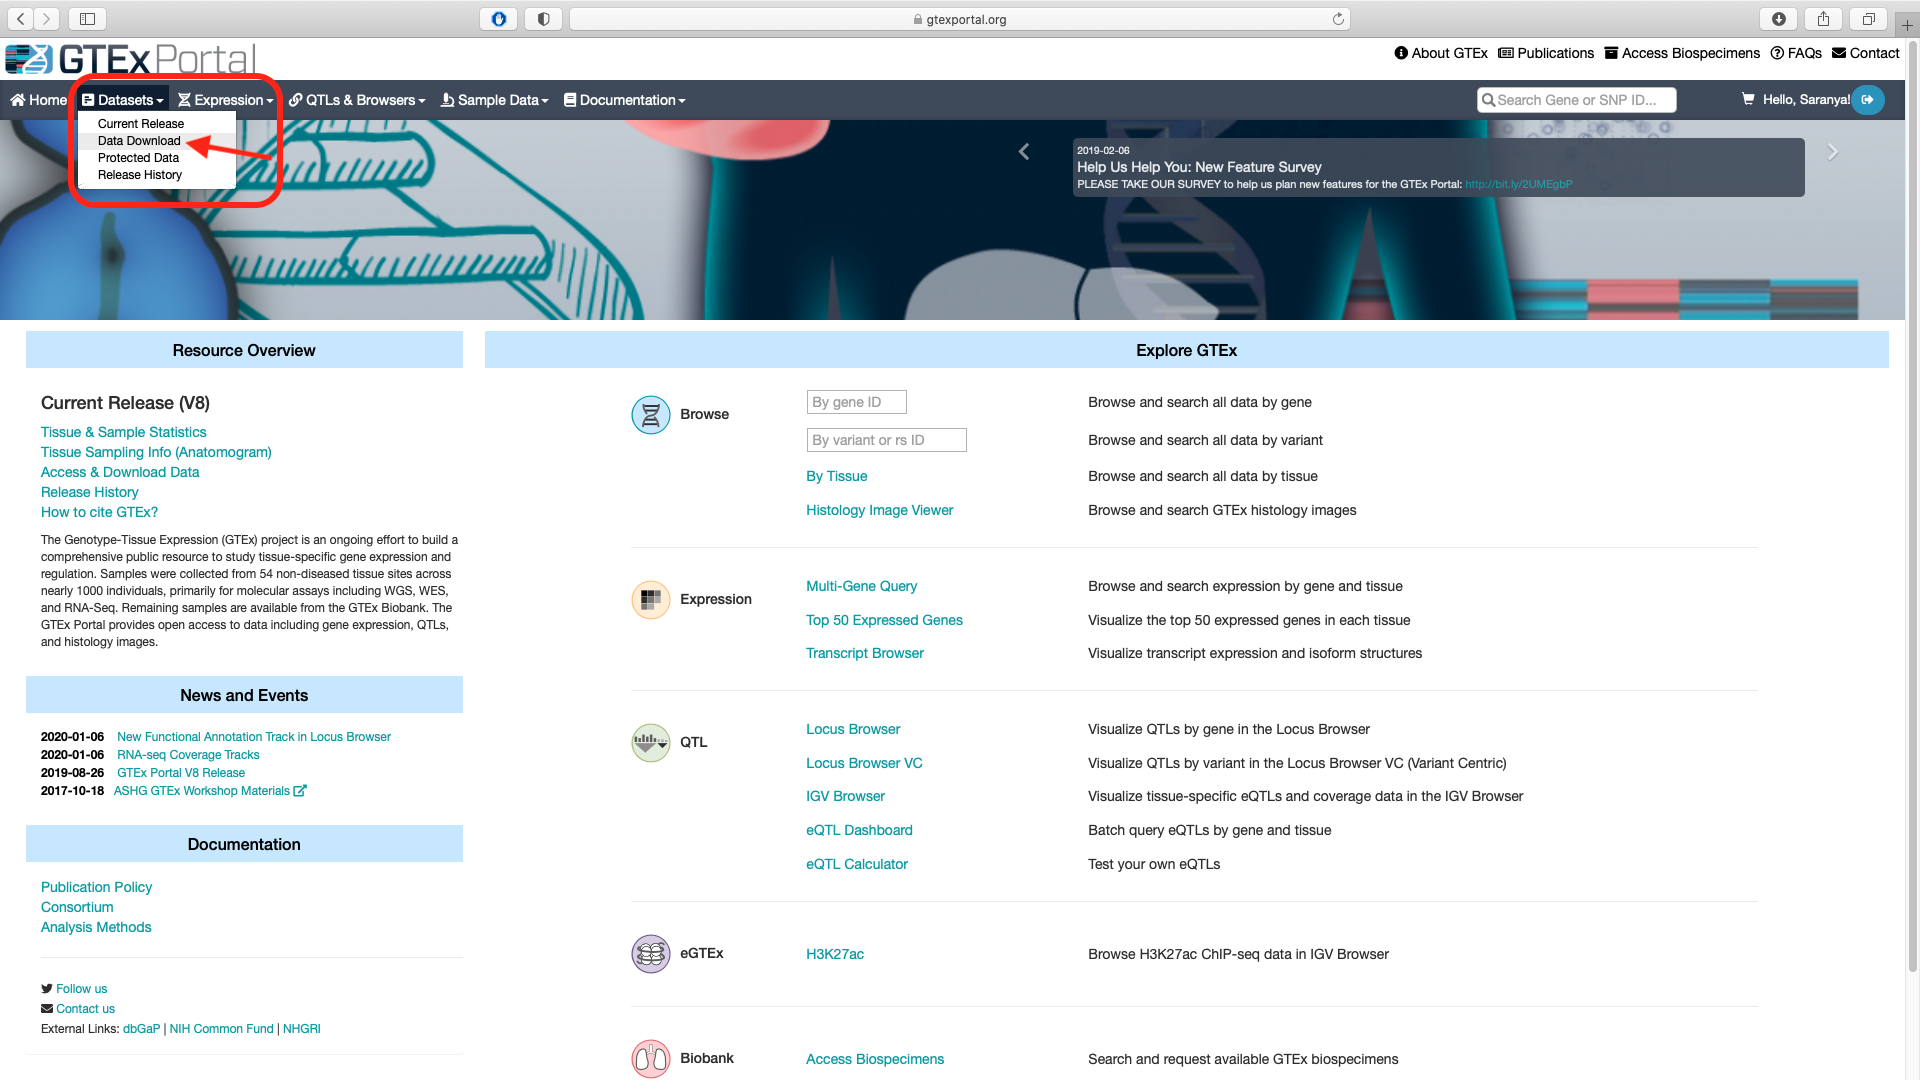 gtexportal.org
GTEx Portal
About GTEx Publications Access Biospecimens FAQs Contact
Home Datasets Expression QTLs & Browsers Sample Data Documentation Search Gene or SNP ID... Hello, Saranya!
Current Release
Data Download
Protected Data
Release History
2019-02-06
Help Us Help You: New Feature Survey
PLEASE TAKE OUR SURVEY to help us plan new features for the GTEx Portal: http://bit.ly/2UMEgbP
Resource Overview
Current Release (V8)
Tissue & Sample Statistics
Tissue Sampling Info (Anatomogram)
Access & Download Data
Release History
How to cite GTEx?
The Genotype-Tissue Expression (GTEx) project is an ongoing effort to build a
comprehensive public resource to study tissue-specific gene expression and
regulation. Samples were collected from 54 non-diseased tissue sites across
nearly 1000 individuals, primarily for molecular assays including WGS, WES,
and RNA-Seq. Remaining samples are available from the GTEx Biobank. The
GTEx Portal provides open access to data including gene expression, QTLs,
and histology images.
News and Events
2020-01-06 New Functional Annotation Track in Locus Browser
2020-01-06 RNA-seq Coverage Tracks
2019-08-26 GTEx Portal V8 Release
2017-10-18 ASHG GTEx Workshop Materials
Documentation
Publication Policy
Consortium
Analysis Methods
Follow us
Contact us
External Links: dbGaP | NIH Common Fund | NHGRI
Explore GTEx
Browse
By gene ID Browse and search all data by gene
By variant or rs ID Browse and search all data by variant
By Tissue Browse and search all data by tissue
Histology Image Viewer Browse and search GTEx histology images
Expression
Multi-Gene Query Browse and search expression by gene and tissue
Top 50 Expressed Genes Visualize the top 50 expressed genes in each tissue
Transcript Browser Visualize transcript expression and isoform structures
QTL
Locus Browser Visualize QTLs by gene in the Locus Browser
Locus Browser VC Visualize QTLs by variant in the Locus Browser VC (Variant Centric)
IGV Browser Visualize tissue-specific eQTLs and coverage data in the IGV Browser
eQTL Dashboard Batch query eQTLs by gene and tissue
eQTL Calculator Test your own eQTLs
eGTEx
H3K27ac Browse H3K27ac ChIP-seq data in IGV Browser
Biobank
Access Biospecimens Search and request available GTEx biospecimens